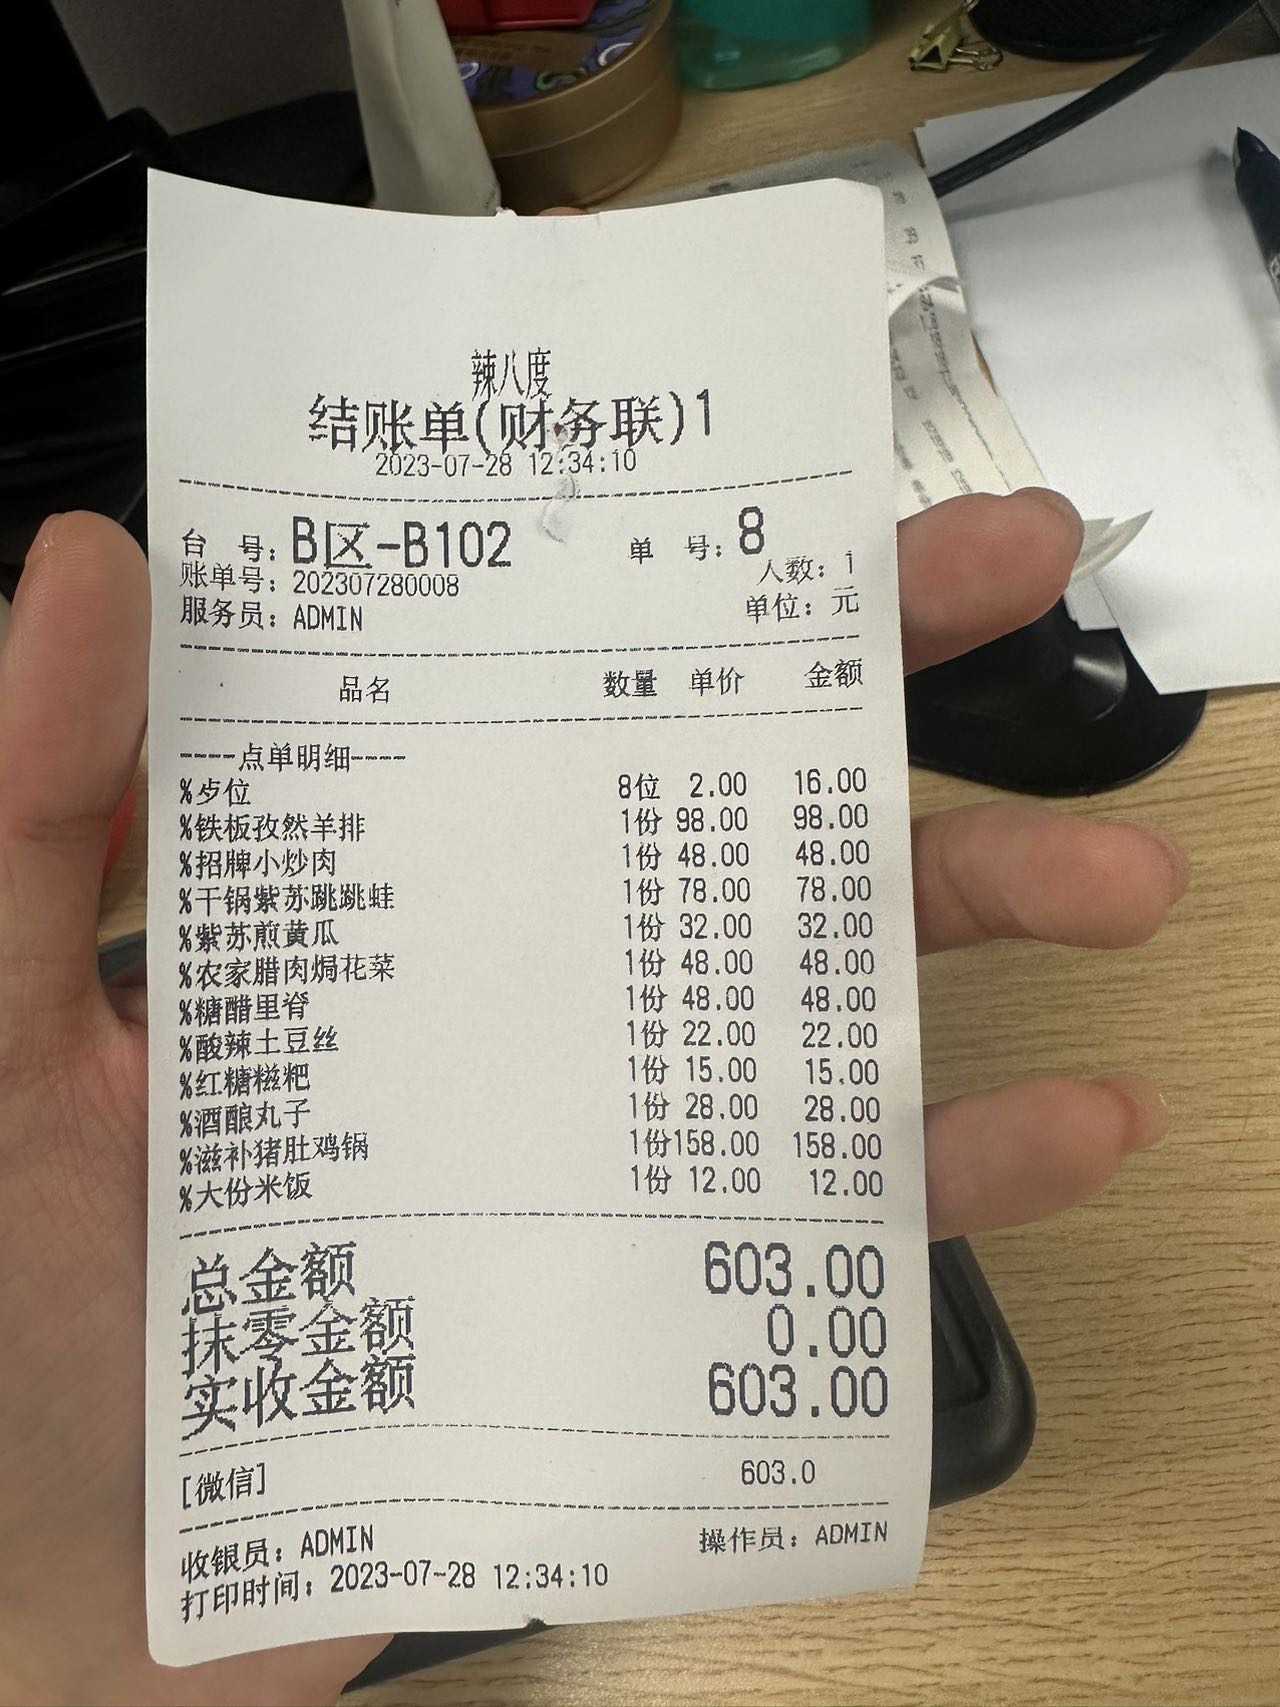 辣八度
结账单(财务联)1
2023-07-28 12:34:10
台 号：B区-B102 单 号：8
账单号：202307280008 人数：1
服务员：ADMIN 单位：元
品名 数量 单价 金额
----点单明细----
%歺位 8位 2.00 16.00
%铁板孜然羊排 1份 98.00 98.00
%招牌小炒肉 1份 48.00 48.00
%干锅紫苏跳跳蛙 1份 78.00 78.00
%紫苏煎黄瓜 1份 32.00 32.00
%农家腊肉焗花菜 1份 48.00 48.00
%糖醋里脊 1份 48.00 48.00
%酸辣土豆丝 1份 22.00 22.00
%红糖糍粑 1份 15.00 15.00
%酒酿丸子 1份 28.00 28.00
%滋补猪肚鸡锅 1份 158.00 158.00
%大份米饭 1份 12.00 12.00
总金额 603.00
抹零金额 0.00
实收金额 603.00
[微信] 603.0
收银员：ADMIN 操作员：ADMIN
打印时间：2023-07-28 12:34:10